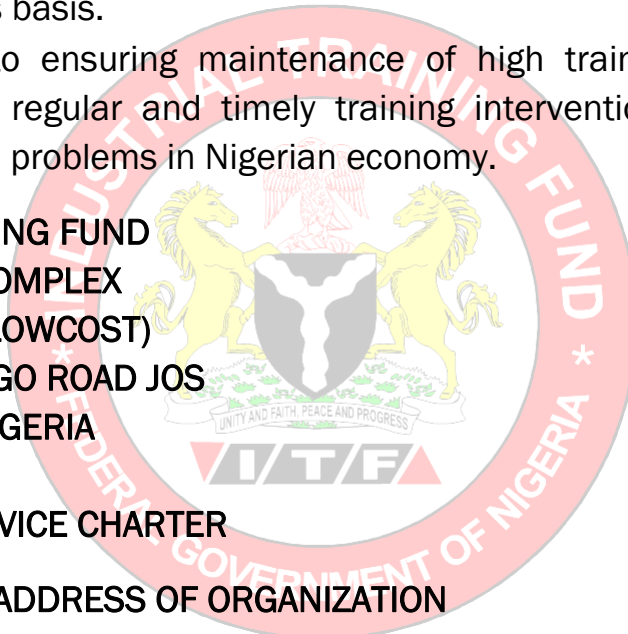 s basis.
o ensuring maintenance of high train
regular and timely training interventio
problems in Nigerian economy.
INDUSTRIAL TRAINING FUND
NG FUND
OMPLEX
LOWCOST)
GO ROAD JOS
GERIA
UNITY AND FAITH, PEACE AND PROGRESS
ITF
VICE CHARTER
* FEDERAL GOVERNMENT OF NIGERIA *
ADDRESS OF ORGANIZATION